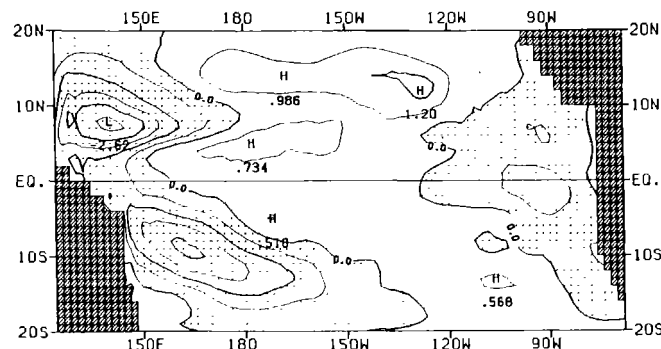 150E 180 150W 120W 90W
20N 20N
0.0
H H
.986 1.20
10N 10N
L
2.62 H 0.0
.734
EQ. EQ.
0.0
H 0.0
.510
10S 10S
0.0 H
.568
20S 20S
150E 180 150W 120W 90W